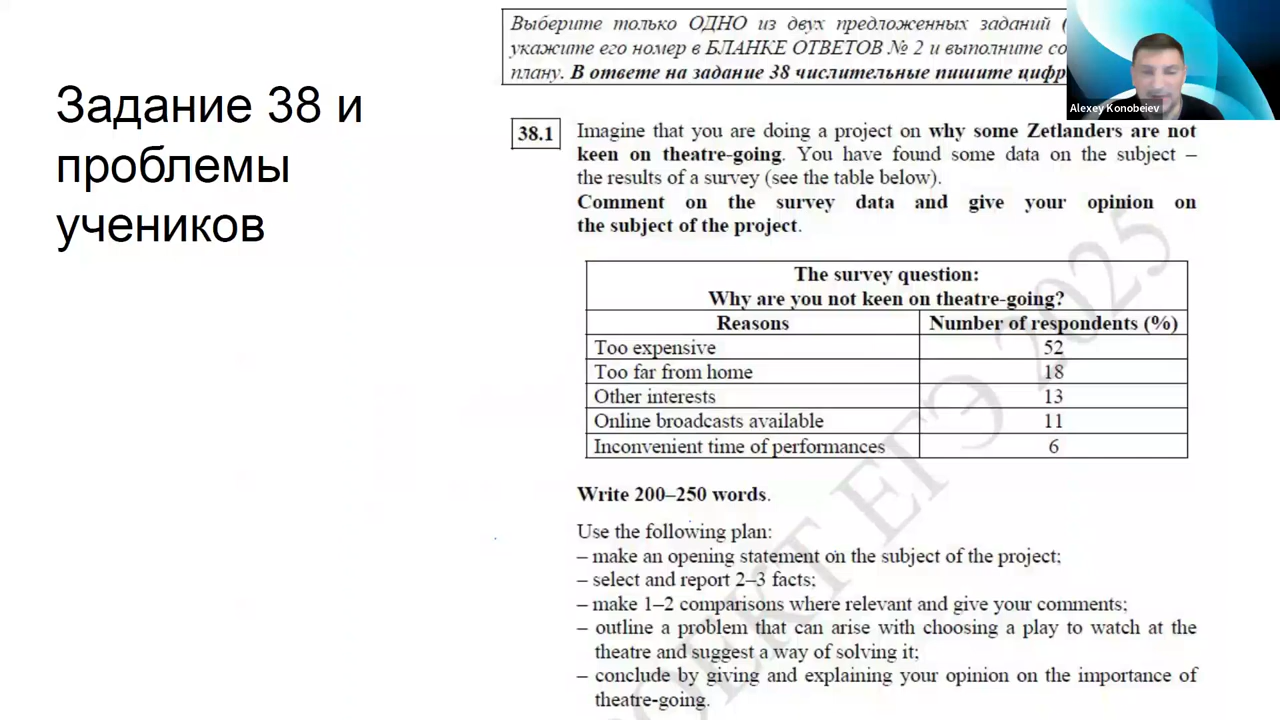 Задание 38 и
проблемы
учеников
Выберите только ОДНО из двух предложенных заданий (
укажите его номер в БЛАНКЕ ОТВЕТОВ № 2 и выполните
плану. В ответе на задание 38 числительные пишите
Alexey Konobeiev
38.1
Imagine that you are doing a project on why some Zetlanders are not
keen on theatre-going. You have found some data on the subject –
the results of a survey (see the table below).
Comment on the survey data and give your opinion on
the subject of the project.
The survey question:
Why are you not keen on theatre-going?
Reasons Number of respondents (%)
Too expensive 52
Too far from home 18
Other interests 13
Online broadcasts available 11
Inconvenient time of performances 6
Write 200–250 words.
Use the following plan:
– make an opening statement on the subject of the project;
– select and report 2–3 facts;
– make 1–2 comparisons where relevant and give your comments;
– outline a problem that can arise with choosing a play to watch at the
theatre and suggest a way of solving it;
– conclude by giving and explaining your opinion on the importance of
theatre-going.
ПРОЕКТ ЕГЭ 2025